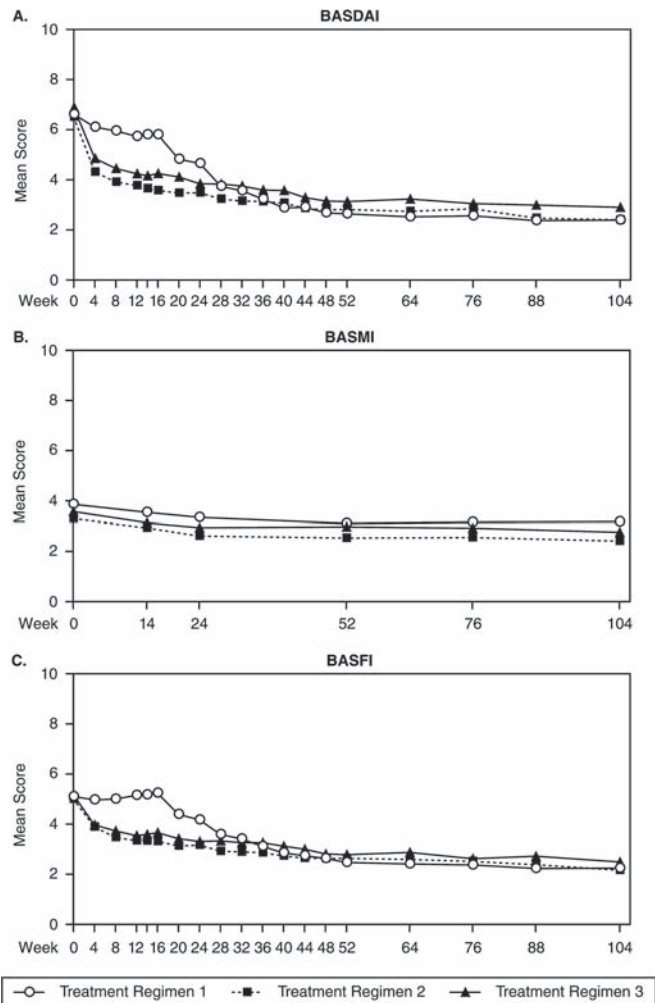 A.
BASDAI
10
8
6
4
2
0
Mean Score
Week 0 4 8 12 16 20 24 28 32 36 40 44 48 52 64 76 88 104
B.
BASMI
10
8
6
4
2
0
Mean Score
Week 0 14 24 52 76 104
C.
BASFI
10
8
6
4
2
0
Mean Score
Week 0 4 8 12 16 20 24 28 32 36 40 44 48 52 64 76 88 104
Treatment Regimen 1 Treatment Regimen 2 Treatment Regimen 3